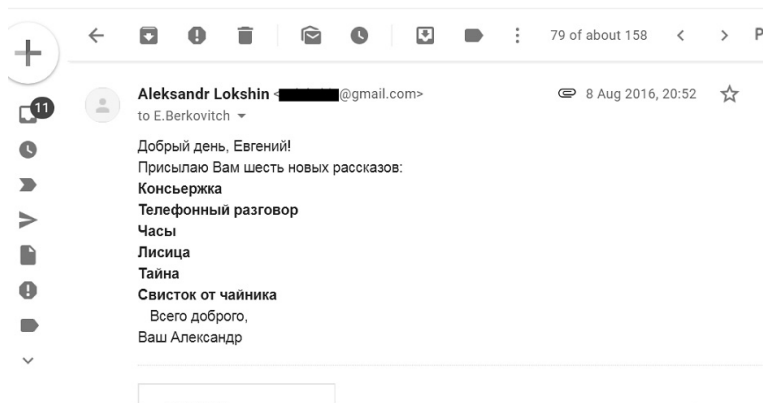 79 of about 158
P
11
Aleksandr Lokshin < @gmail.com>
8 Aug 2016, 20:52
to E.Berkovitch
Добрый день, Евгений!
Присылаю Вам шесть новых рассказов:
Консьержка
Телефонный разговор
Часы
Лисица
Тайна
Свисток от чайника
Всего доброго,
Ваш Александр